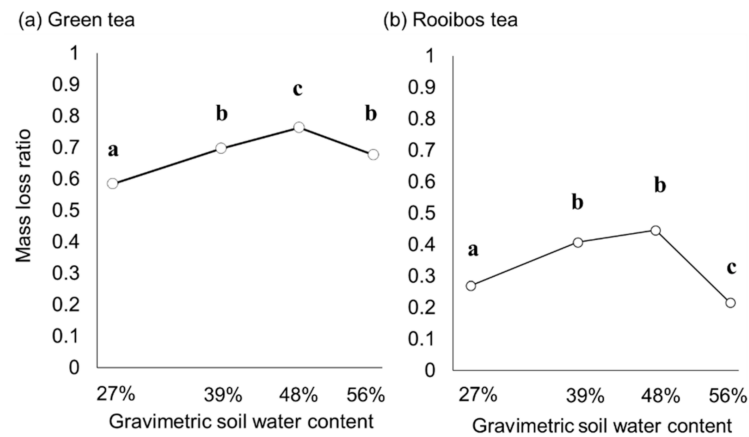 (a) Green tea
Mass loss ratio
1
0.9
0.8
0.7
0.6
0.5
0.4
0.3
0.2
0.1
0
a
b
c
b
27% 39% 48% 56%
Gravimetric soil water content
(b) Rooibos tea
1
0.9
0.8
0.7
0.6
0.5
0.4
0.3
0.2
0.1
0
a
b
b
c
27% 39% 48% 56%
Gravimetric soil water content